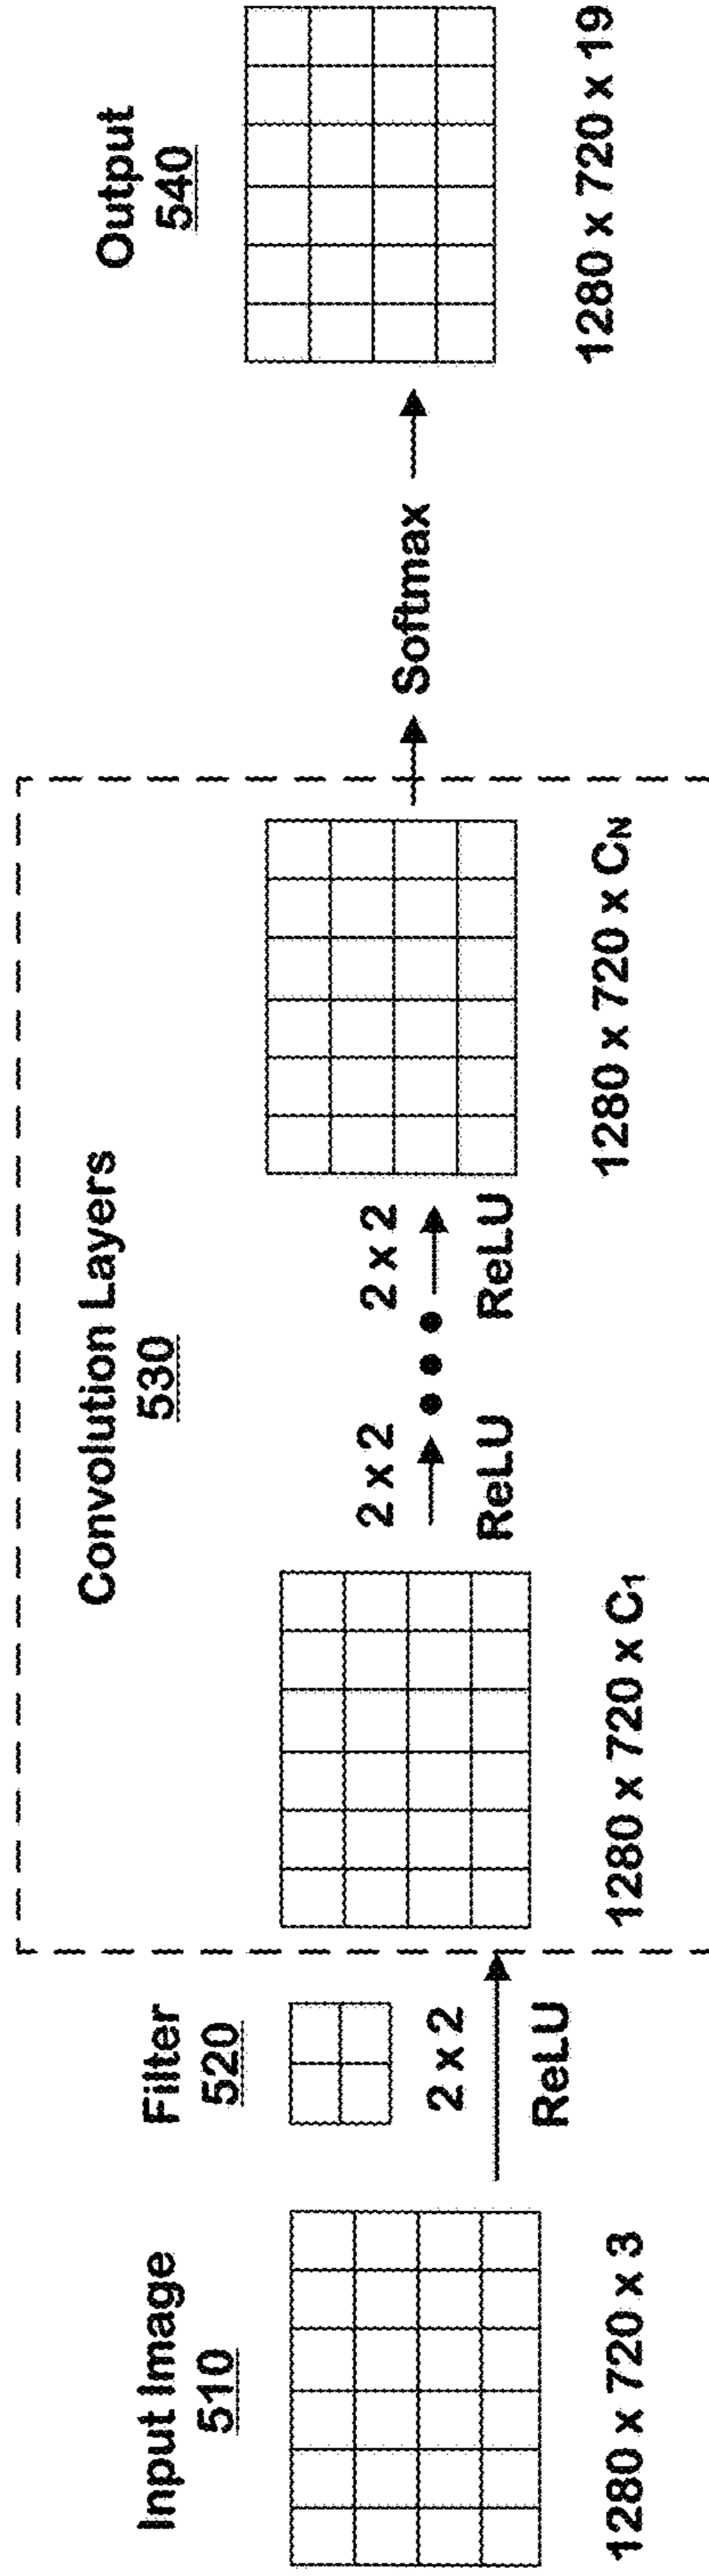 Input Image
510
1280 x 720 x 3
Filter
520
2 x 2
ReLU
Convolution Layers
530
1280 x 720 x C₁
2 x 2
ReLU
2 x 2
ReLU
1280 x 720 x Cɴ
Softmax
Output
540
1280 x 720 x 19